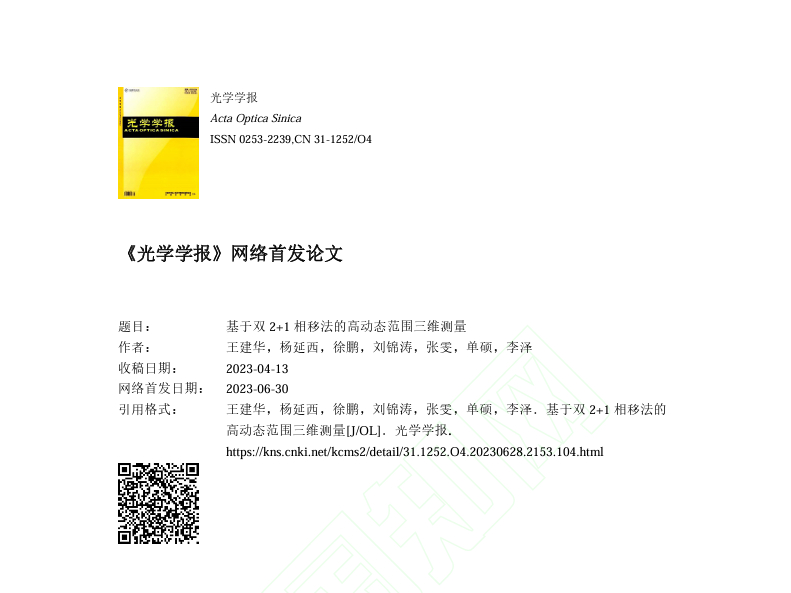 光学学报
ACTA OPTICA SINICA
光学学报
Acta Optica Sinica
ISSN 0253-2239,CN 31-1252/O4
《光学学报》网络首发论文
题目： 基于双 2+1 相移法的高动态范围三维测量
作者： 王建华，杨延西，徐鹏，刘锦涛，张雯，单硕，李泽
收稿日期： 2023-04-13
网络首发日期： 2023-06-30
引用格式： 王建华，杨延西，徐鹏，刘锦涛，张雯，单硕，李泽．基于双 2+1 相移法的
高动态范围三维测量[J/OL]．光学学报．
https://kns.cnki.net/kcms2/detail/31.1252.O4.20230628.2153.104.html